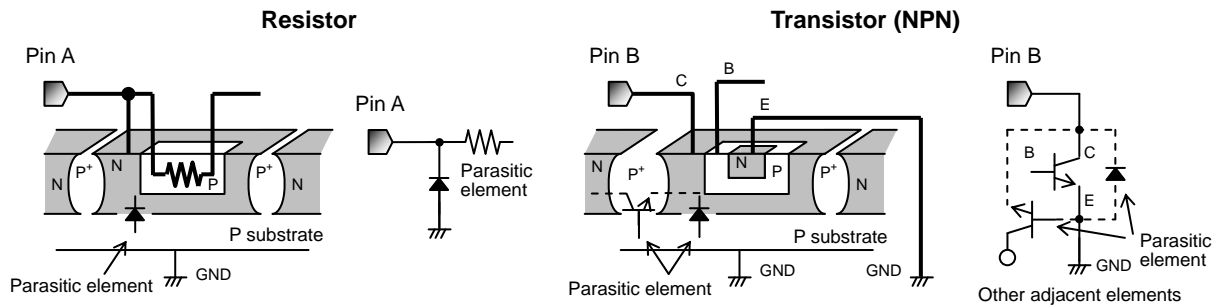 Resistor
Transistor (NPN)
Pin A
Pin A
N
N
P+
P
P+
N
Parasitic element
P substrate
GND
Parasitic
element
Pin B
C
B
E
N
P+
N
P
P+
N
P substrate
GND
GND
Parasitic element
Pin B
B
C
E
GND
Parasitic
element
Other adjacent elements